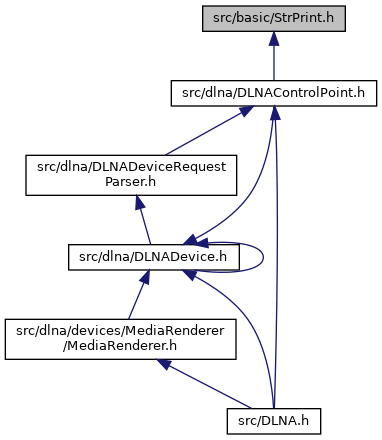 src/basic/StrPrint.h
src/dlna/DLNAControlPoint.h
src/dlna/DLNADeviceRequest
Parser.h
src/dlna/DLNADevice.h
src/dlna/devices/MediaRenderer
/MediaRenderer.h
src/DLNA.h